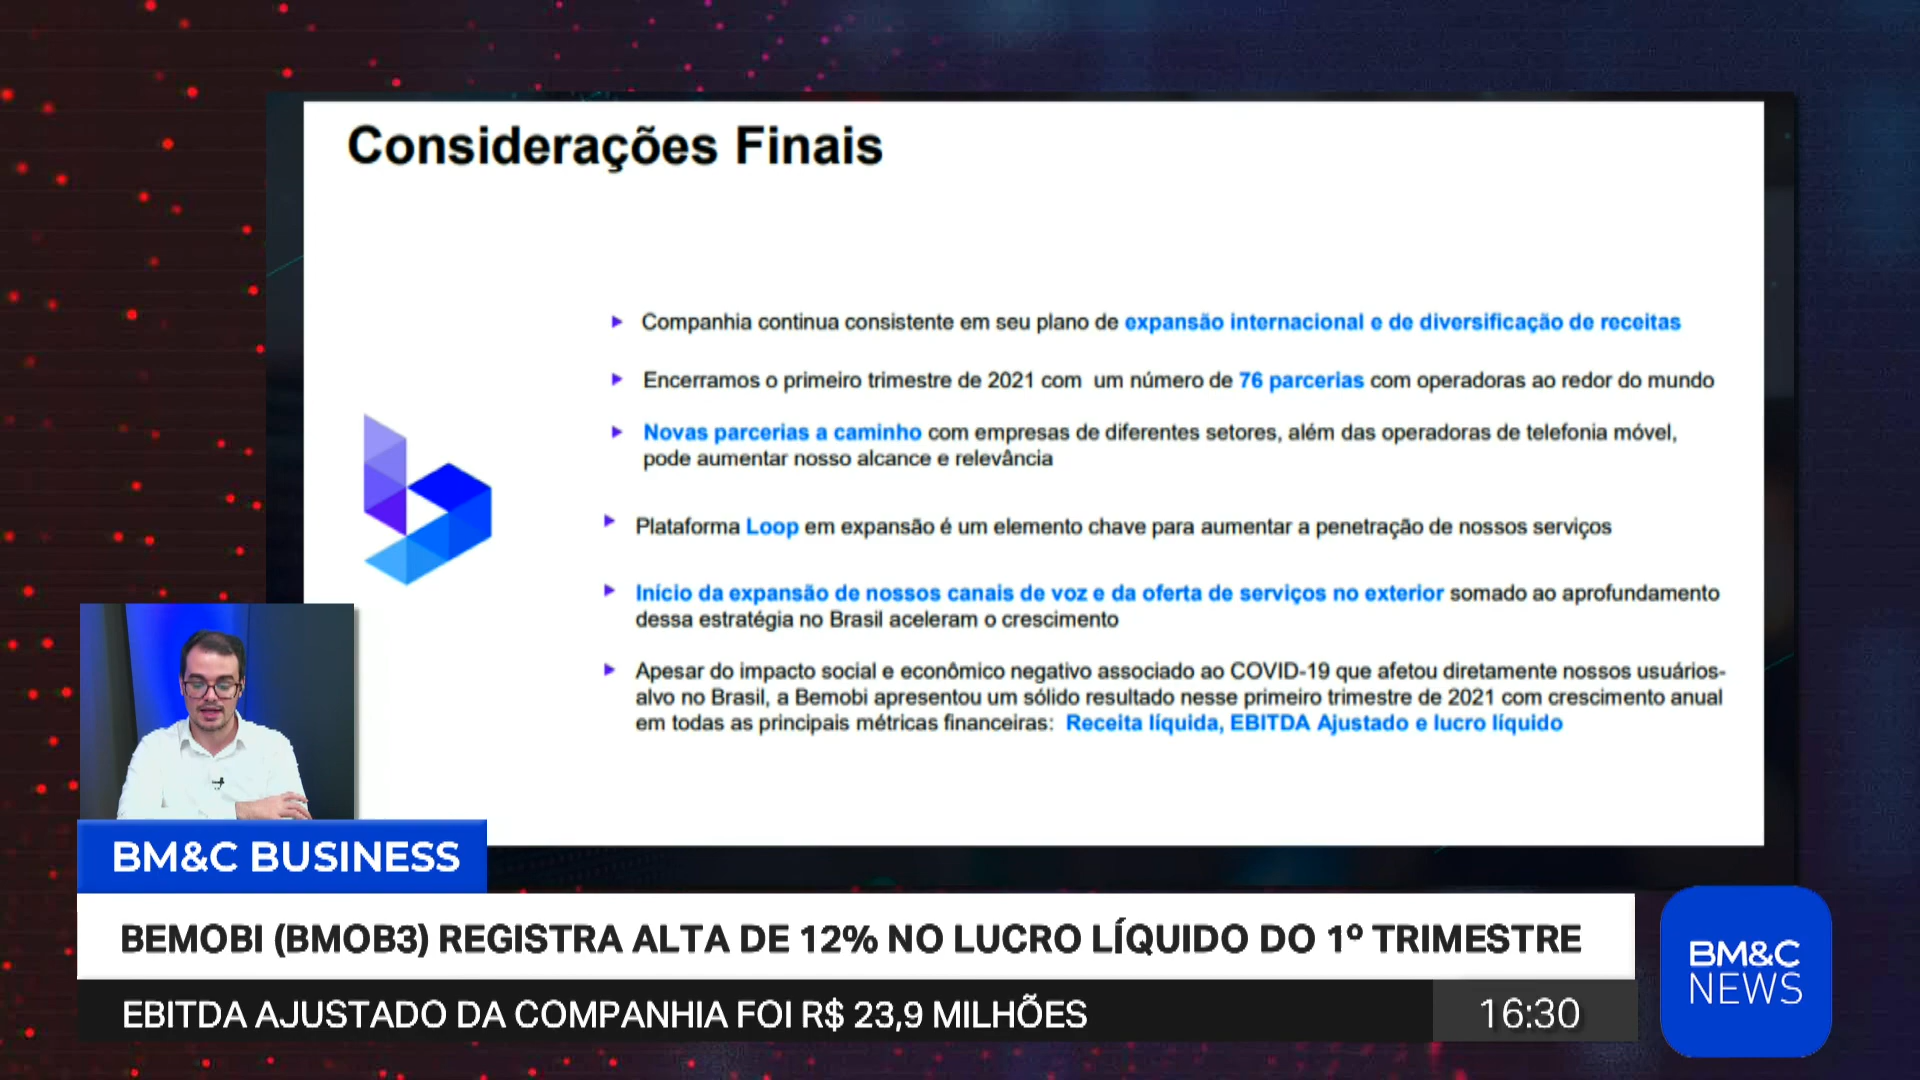 Considerações Finais
Companhia continua consistente em seu plano de expansão internacional e de diversificação de receitas
Encerramos o primeiro trimestre de 2021 com um número de 76 parcerias com operadoras ao redor do mundo
Novas parcerias a caminho com empresas de diferentes setores, além das operadoras de telefonia móvel,
pode aumentar nosso alcance e relevância
Plataforma Loop em expansão é um elemento chave para aumentar a penetração de nossos serviços
Início da expansão de nossos canais de voz e da oferta de serviços no exterior somado ao aprofundamento
dessa estratégia no Brasil aceleram o crescimento
Apesar do impacto social e econômico negativo associado ao COVID-19 que afetou diretamente nossos usuários-
alvo no Brasil, a Bemobi apresentou um sólido resultado nesse primeiro trimestre de 2021 com crescimento anual
em todas as principais métricas financeiras: Receita líquida, EBITDA Ajustado e lucro líquido
BM&C BUSINESS
BEMOBI (BMOB3) REGISTRA ALTA DE 12% NO LUCRO LÍQUIDO DO 1º TRIMESTRE
EBITDA AJUSTADO DA COMPANHIA FOI R$ 23,9 MILHÕES
16:30
BM&C
NEWS